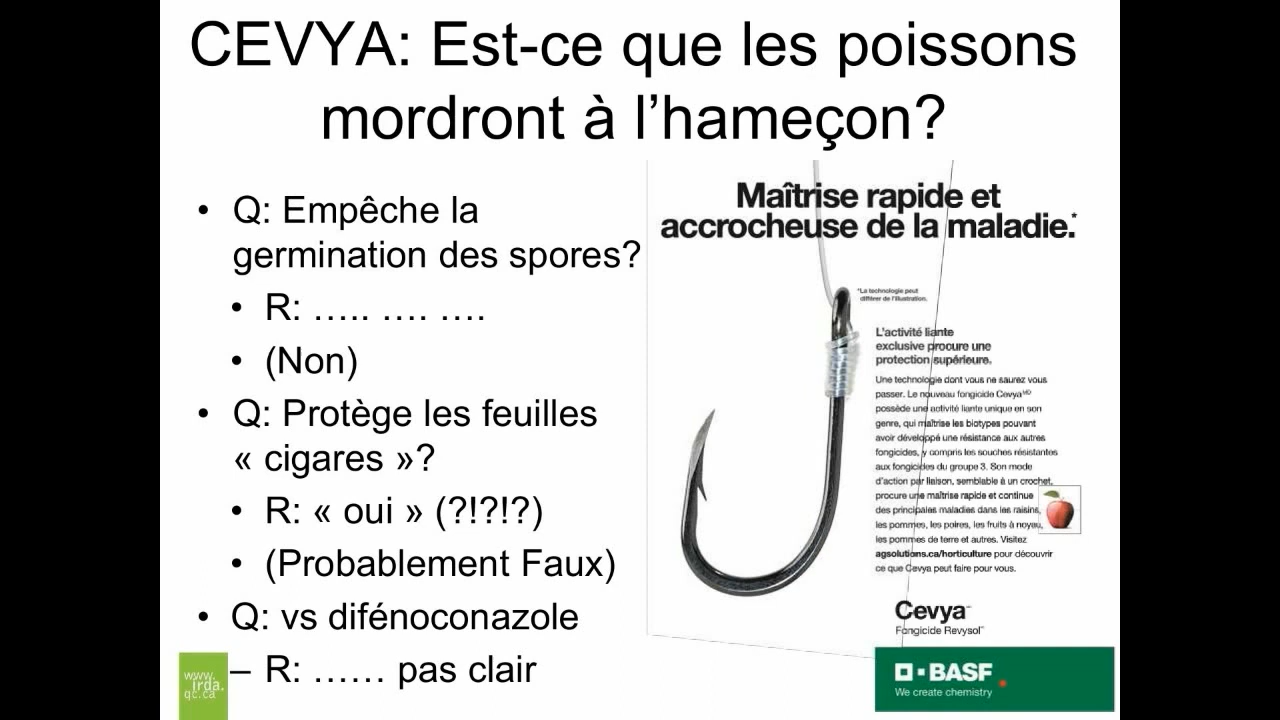 CEVYA: Est-ce que les poissons
mordront à l’hameçon?
• Q: Empêche la
germination des spores?
• R: ….. …. ….
• (Non)
• Q: Protège les feuilles
« cigares »?
• R: « oui » (?!?!?)
• (Probablement Faux)
• Q: vs difénoconazole
– R: …… pas clair
Maîtrise rapide et
accrocheuse de la maladie.*
*La technologie peut
différer de l'illustration.
L'activité liante
exclusive procure une
protection supérieure.
Une technologie dont vous ne saurez vous
passer. Le nouveau fongicide Cevya MD
possède une activité liante unique en son
genre, qui maîtrise les biotypes pouvant
avoir développé une résistance aux autres
fongicides, y compris les souches résistantes
aux fongicides du groupe 3. Son mode
d'action par liaison, semblable à un crochet,
procure une maîtrise rapide et continue
des principales maladies dans les raisins,
les pommes, les poires, les fruits à noyau,
les pommes de terre et autres. Visitez
agsolutions.ca/horticulture pour découvrir
ce que Cevya peut faire pour vous.
Cevya
Fongicide Revysol
BASF
We create chemistry
www.
irda.
qc.ca